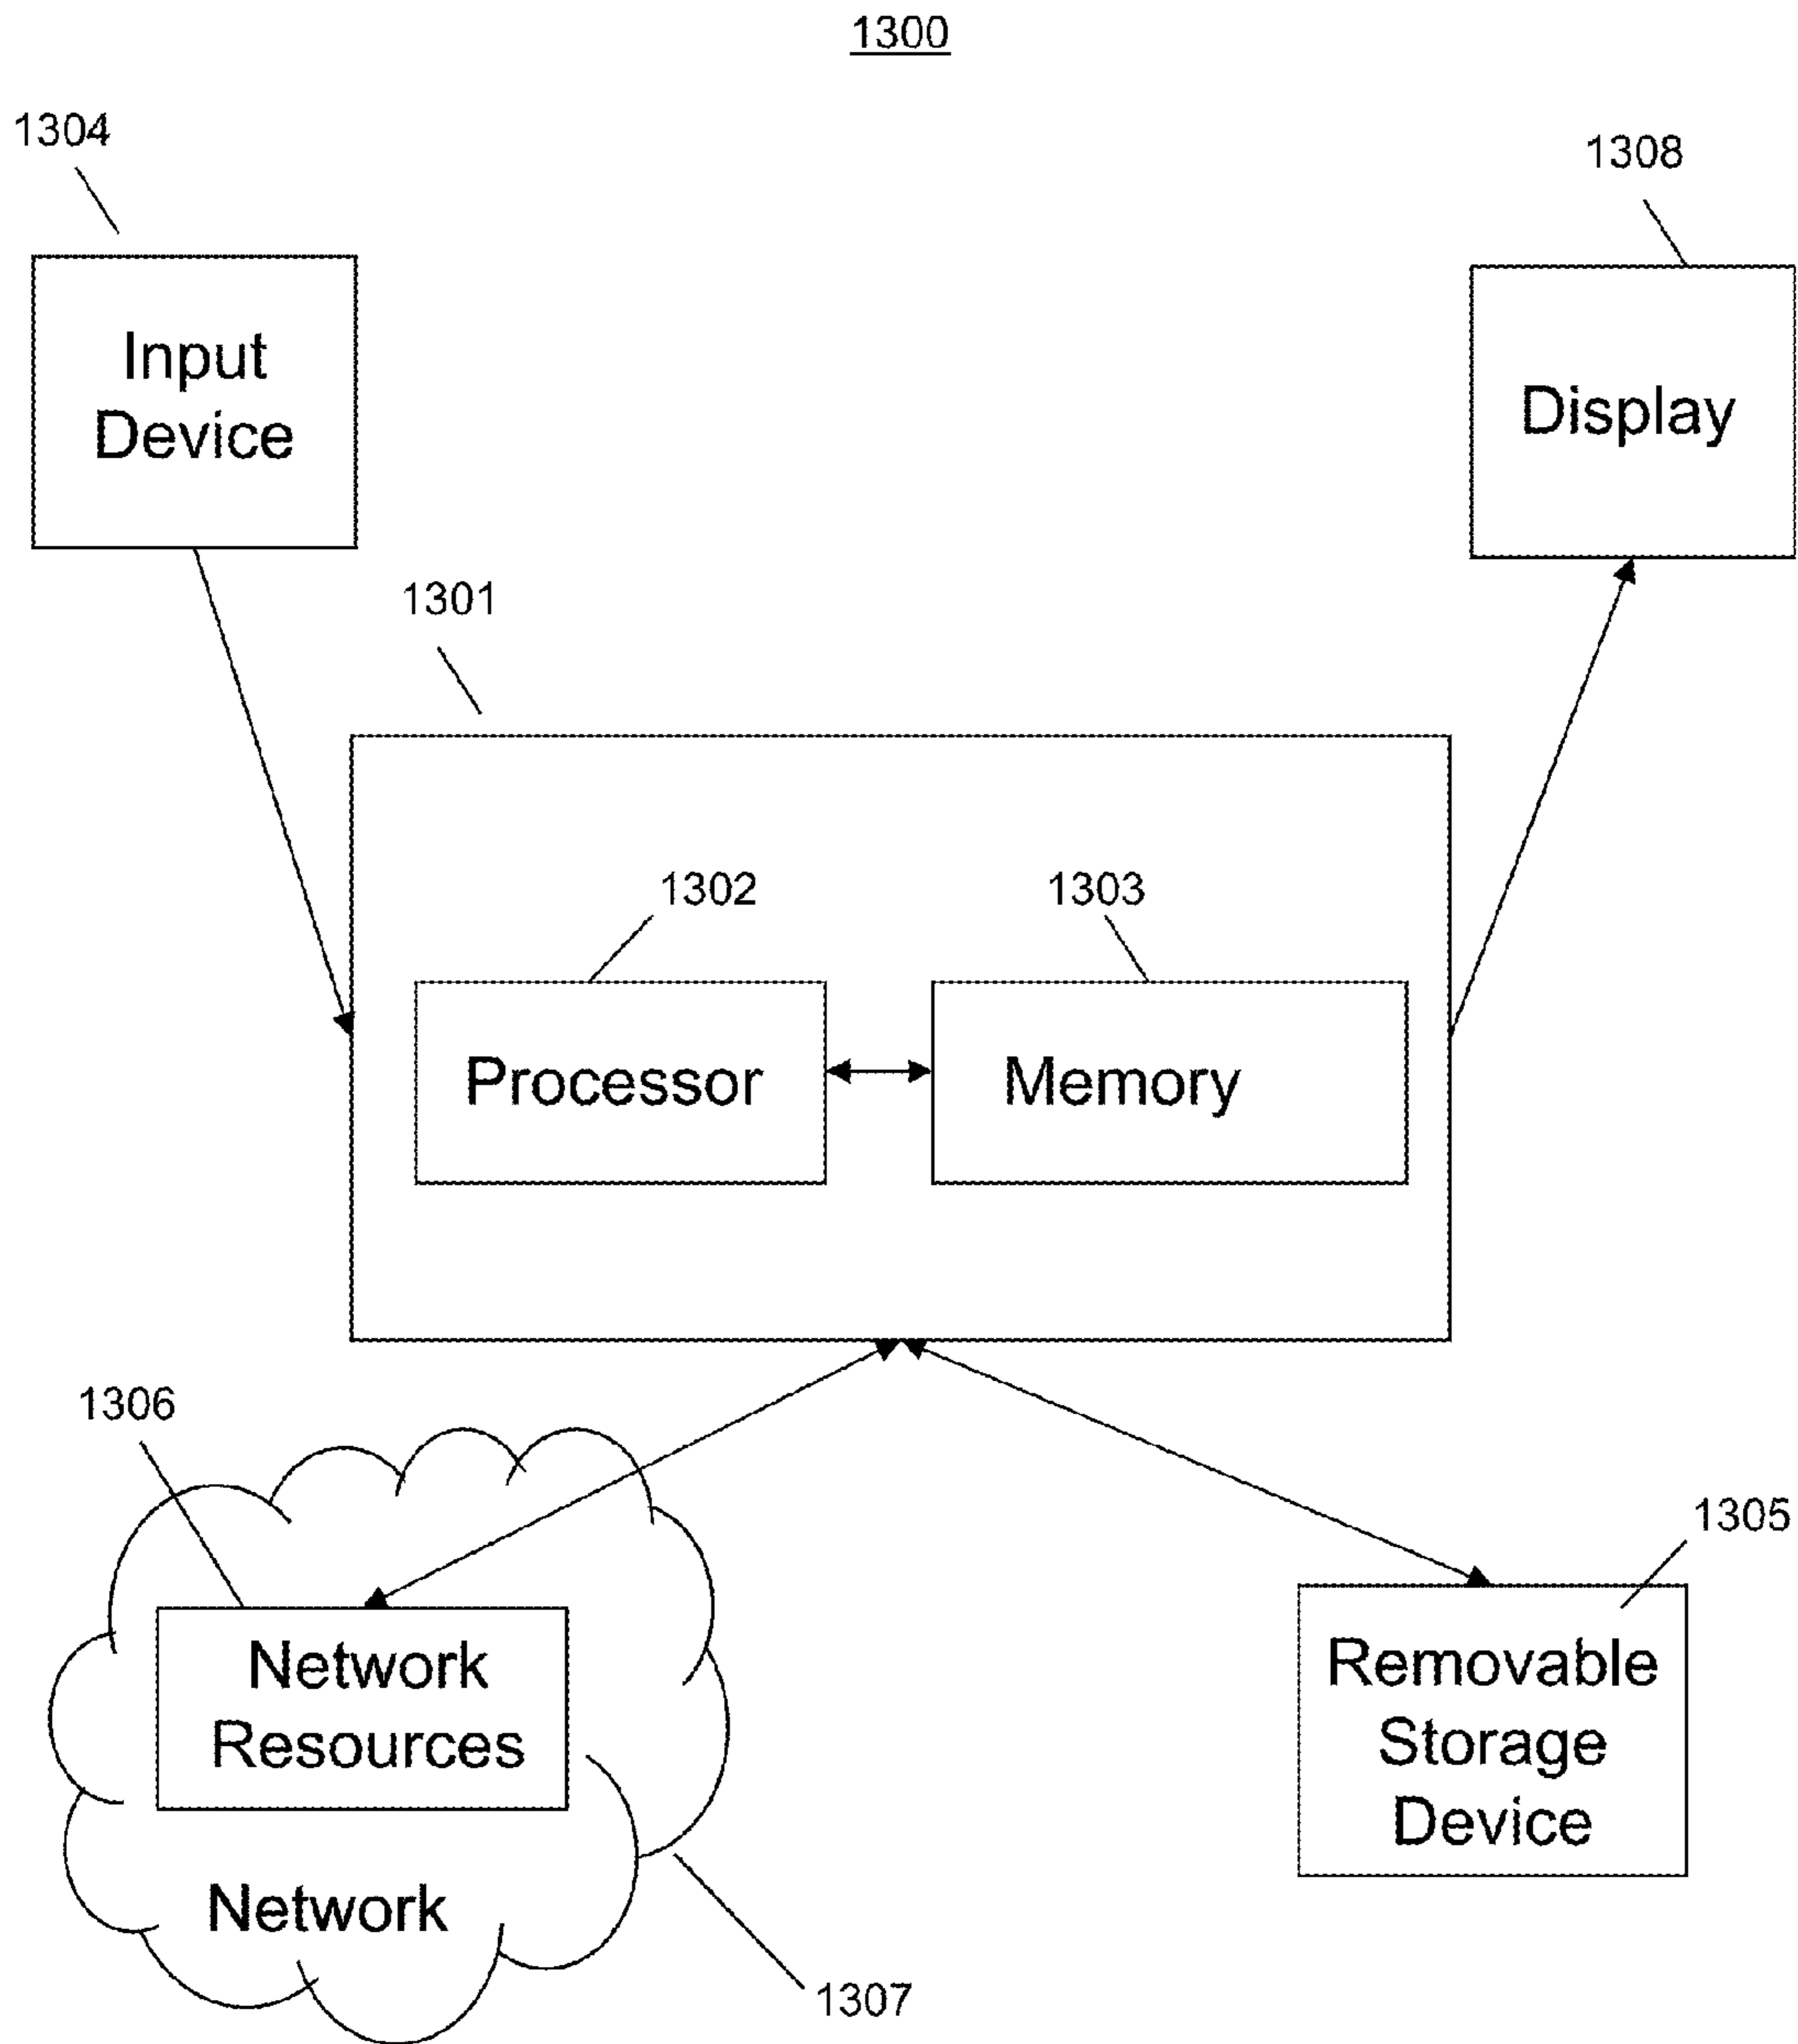 1300
1304
1308
Input
Device
Display
1301
1302
1303
Processor
Memory
1306
1305
Network
Resources
Removable
Storage
Device
Network
1307